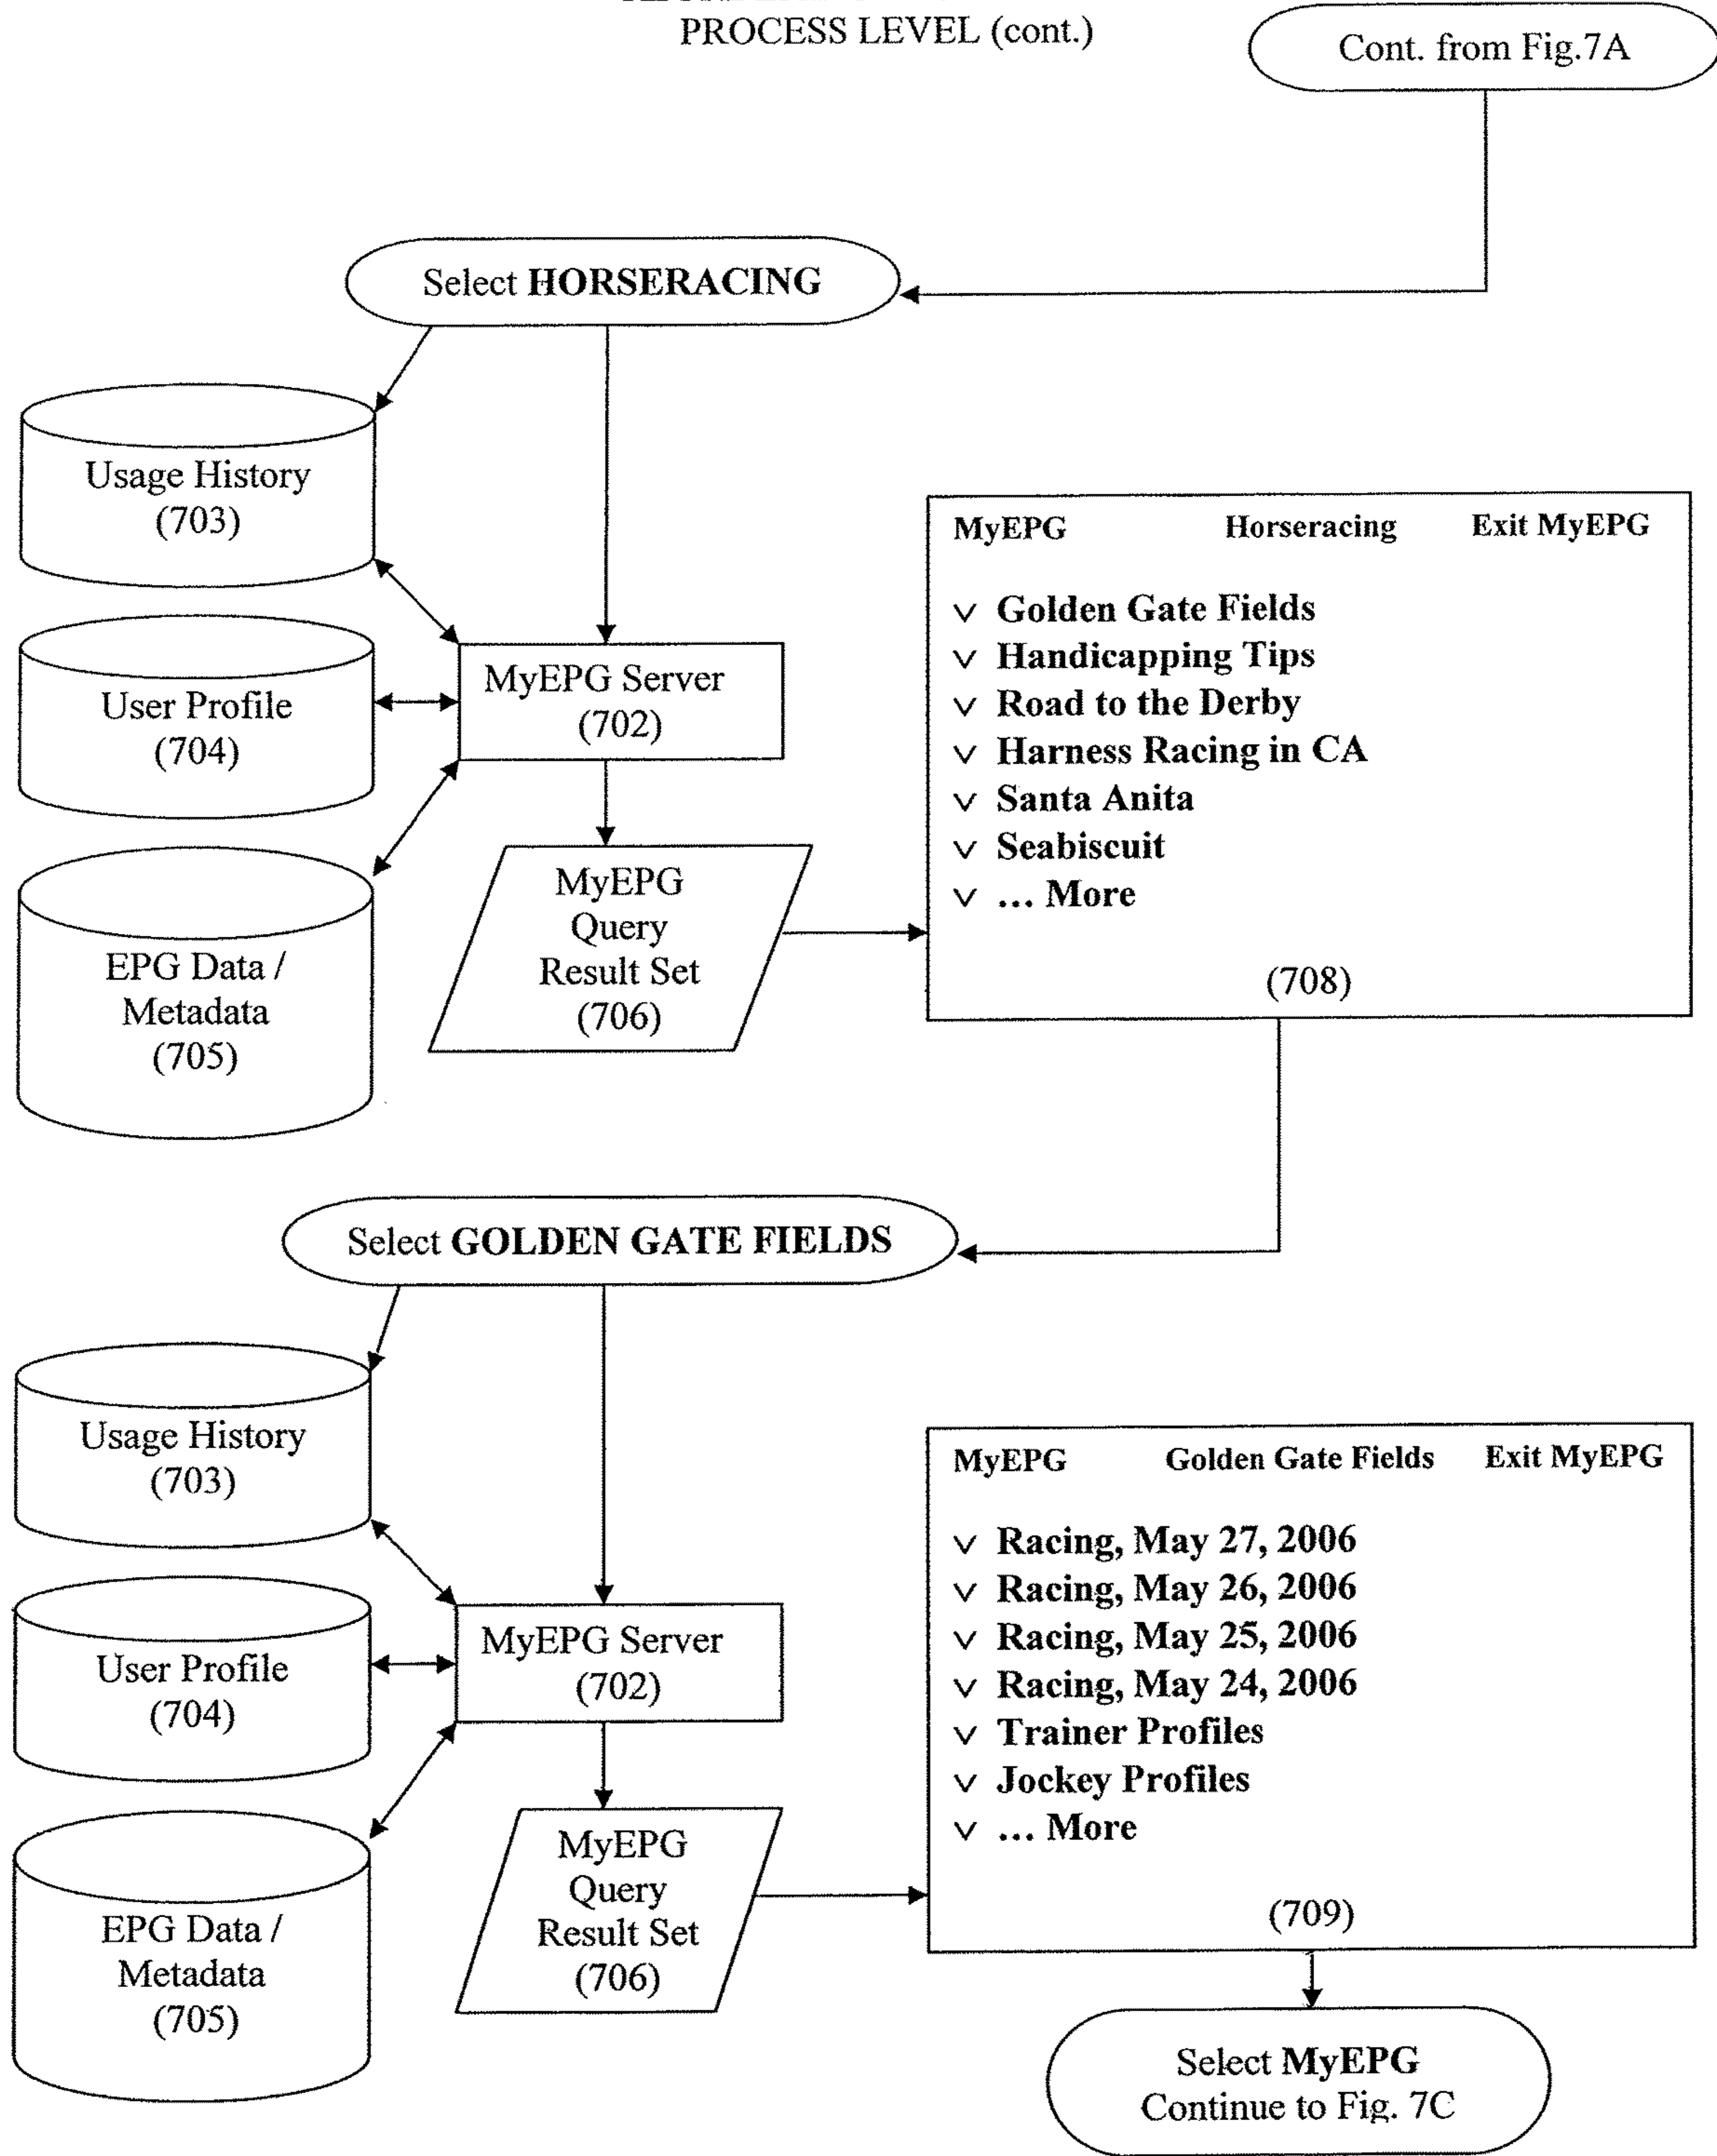 PROCESS LEVEL (cont.)
Cont. from Fig.7A
Select HORSERACING
Usage History
(703)
User Profile
(704)
EPG Data /
Metadata
(705)
MyEPG Server
(702)
MyEPG
Query
Result Set
(706)
MyEPG Horseracing Exit MyEPG
v Golden Gate Fields
v Handicapping Tips
v Road to the Derby
v Harness Racing in CA
v Santa Anita
v Seabiscuit
v ... More
(708)
Select GOLDEN GATE FIELDS
Usage History
(703)
User Profile
(704)
EPG Data /
Metadata
(705)
MyEPG Server
(702)
MyEPG
Query
Result Set
(706)
MyEPG Golden Gate Fields Exit MyEPG
v Racing, May 27, 2006
v Racing, May 26, 2006
v Racing, May 25, 2006
v Racing, May 24, 2006
v Trainer Profiles
v Jockey Profiles
v ... More
(709)
Select MyEPG
Continue to Fig. 7C